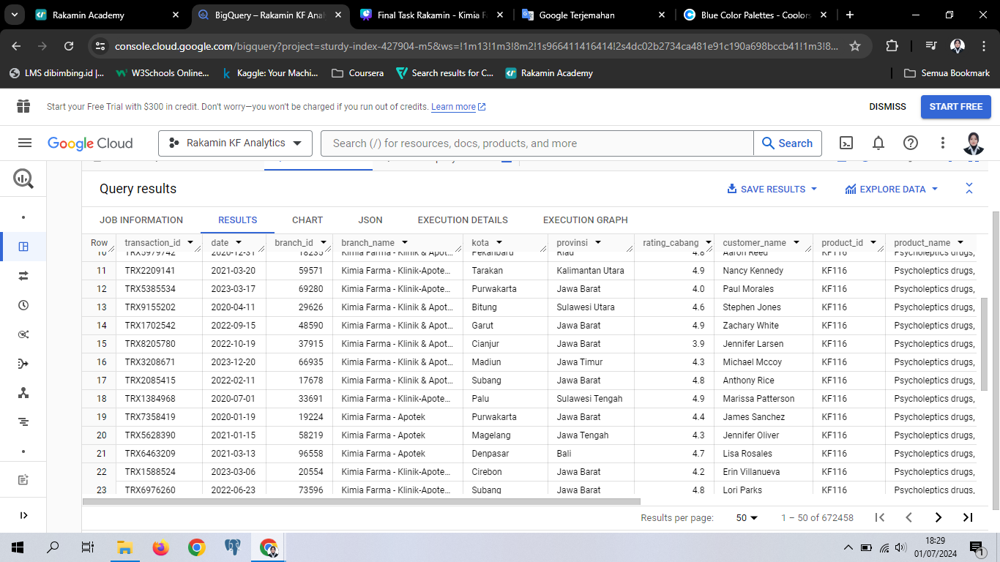 Rakamin Academy
BigQuery – Rakamin KF Anal
Final Task Rakamin - Kimia F
Google Terjemahan
Blue Color Palettes - Coolors
console.cloud.google.com/bigquery?project=sturdy-index-427904-m5&ws=!1m13!1m3!8m2!1s966411416414!2s4dc02b2734ca481e91c190a698bccb41!1m3!8...
LMS dibimbing.id |...
W3Schools Online...
Kaggle: Your Machi...
Coursera
Search results for C...
Rakamin Academy
Semua Bookmark
Start your Free Trial with $300 in credit. Don't worry—you won't be charged if you run out of credits. Learn more
DISMISS
START FREE
Google Cloud
Rakamin KF Analytics
Search (/) for resources, docs, products, and more
Search
Query results
SAVE RESULTS
EXPLORE DATA
JOB INFORMATION RESULTS CHART JSON EXECUTION DETAILS EXECUTION GRAPH
Row transaction_id date branch_id branch_name kota provinsi rating_cabang customer_name product_id product_name
10 TRX5979742 2020-12-31 18235 Kimia Farma - Klinik & Apot... Pekanbaru Riau 4.8 Aaron Reed KF116 Psycholeptics drugs,
11 TRX2209141 2021-03-20 59571 Kimia Farma - Klinik-Apote... Tarakan Kalimantan Utara 4.9 Nancy Kennedy KF116 Psycholeptics drugs,
12 TRX5385534 2023-03-17 69280 Kimia Farma - Klinik-Apote... Purwakarta Jawa Barat 4.0 Paul Morales KF116 Psycholeptics drugs,
13 TRX9155202 2020-04-11 29626 Kimia Farma - Klinik & Apot... Bitung Sulawesi Utara 4.6 Stephen Jones KF116 Psycholeptics drugs,
14 TRX1702542 2022-09-15 48590 Kimia Farma - Klinik & Apot... Garut Jawa Barat 4.9 Zachary White KF116 Psycholeptics drugs,
15 TRX8205780 2022-10-19 37915 Kimia Farma - Klinik & Apot... Cianjur Jawa Barat 3.9 Jennifer Larsen KF116 Psycholeptics drugs,
16 TRX3208671 2023-12-20 66935 Kimia Farma - Klinik & Apot... Madiun Jawa Timur 4.3 Michael Mccoy KF116 Psycholeptics drugs,
17 TRX2085415 2022-02-11 17678 Kimia Farma - Klinik & Apot... Subang Jawa Barat 4.8 Anthony Rice KF116 Psycholeptics drugs,
18 TRX1384968 2020-07-01 33691 Kimia Farma - Klinik-Apote... Palu Sulawesi Tengah 4.9 Marissa Patterson KF116 Psycholeptics drugs,
19 TRX7358419 2020-01-19 19224 Kimia Farma - Apotek Purwakarta Jawa Barat 4.4 James Sanchez KF116 Psycholeptics drugs,
20 TRX5628390 2021-01-15 58219 Kimia Farma - Apotek Magelang Jawa Tengah 4.3 Jennifer Oliver KF116 Psycholeptics drugs,
21 TRX6463209 2021-03-13 96558 Kimia Farma - Apotek Denpasar Bali 4.7 Lisa Rosales KF116 Psycholeptics drugs,
22 TRX1588524 2023-03-06 20554 Kimia Farma - Klinik-Apote... Cirebon Jawa Barat 4.2 Erin Villanueva KF116 Psycholeptics drugs,
23 TRX6976260 2022-06-23 73596 Kimia Farma - Klinik-Apote... Subang Jawa Barat 4.8 Lori Parks KF116 Psycholeptics drugs,
Results per page: 50 1 – 50 of 672458
18:29
01/07/2024
1